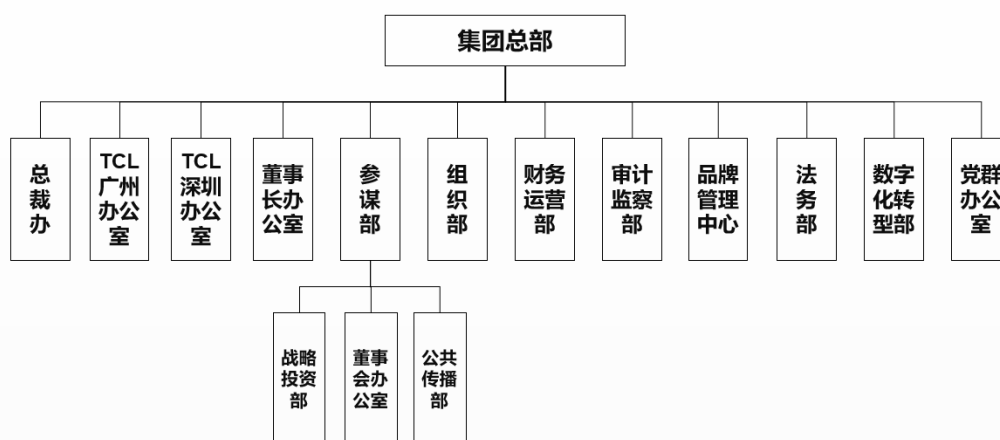 集团总部
总
裁
办
TCL
广州
办公
室
TCL
深圳
办公
室
董事
长办
公室
参
谋
部
组
织
部
财务
运营
部
审计
监察
部
品牌
管理
中心
法
务
部
数字
化转
型部
党群
办公
室
战略
投资
部
董事
会办
公室
公共
传播
部